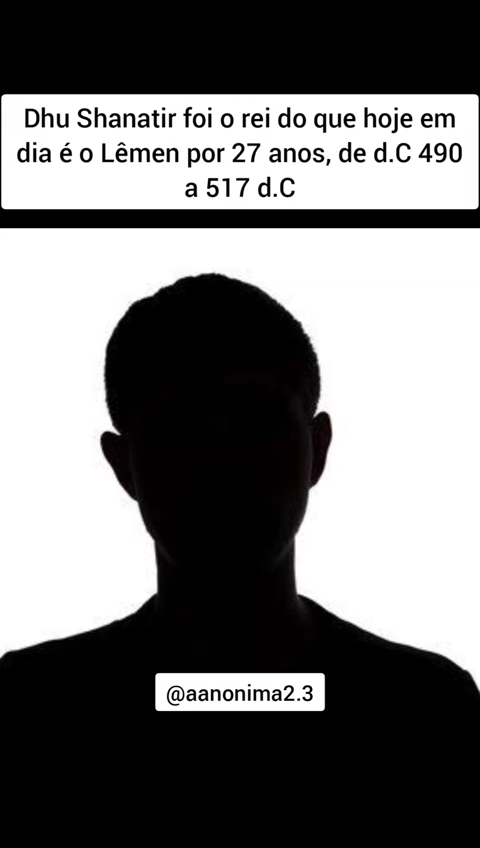 Dhu Shanatir foi o rei do que hoje em
dia é o Lêmen por 27 anos, de d.C 490
a 517 d.C
@aanonima2.3